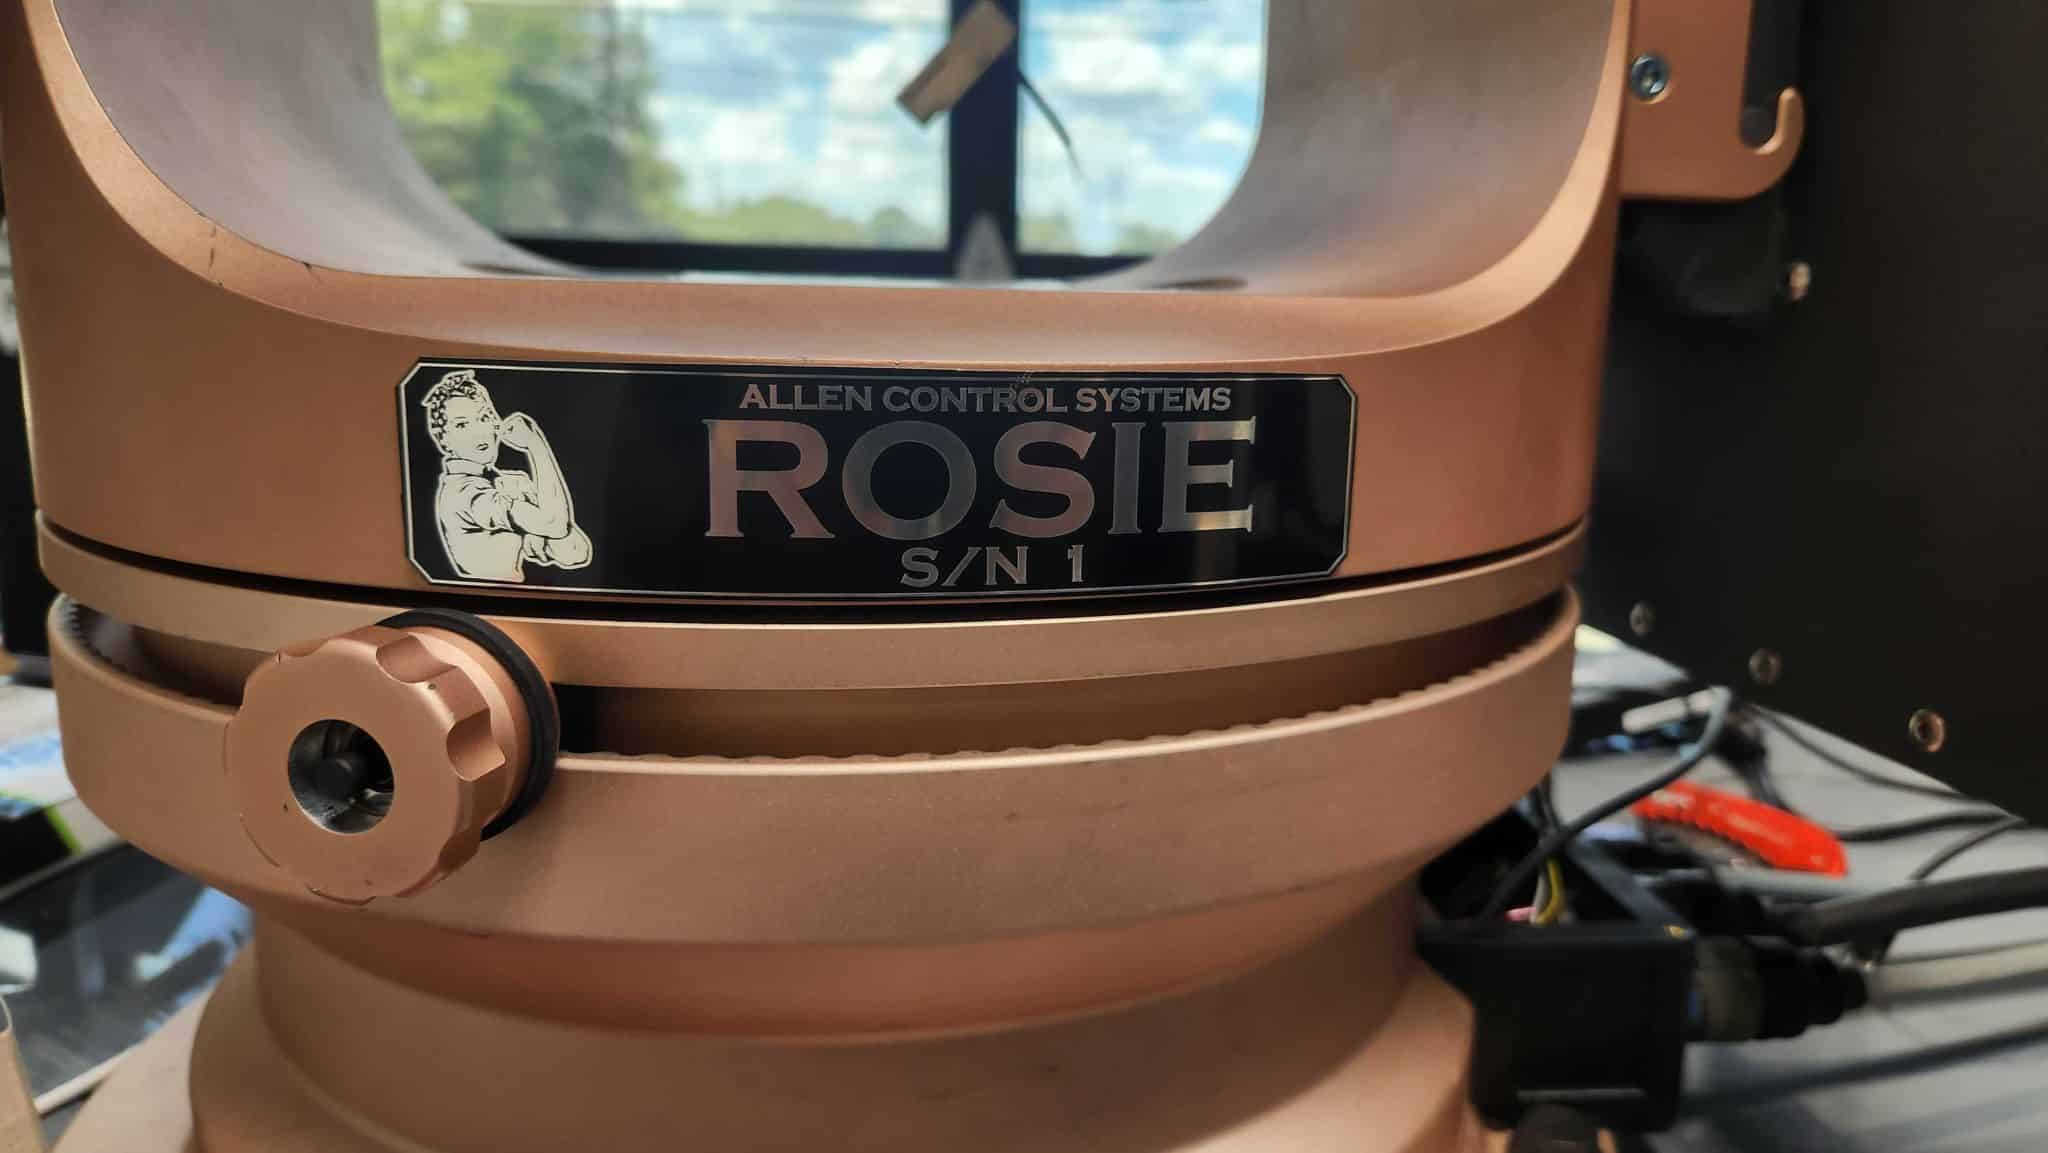 ALLEN CONTROL SYSTEMS
ROSIE
S/N 1